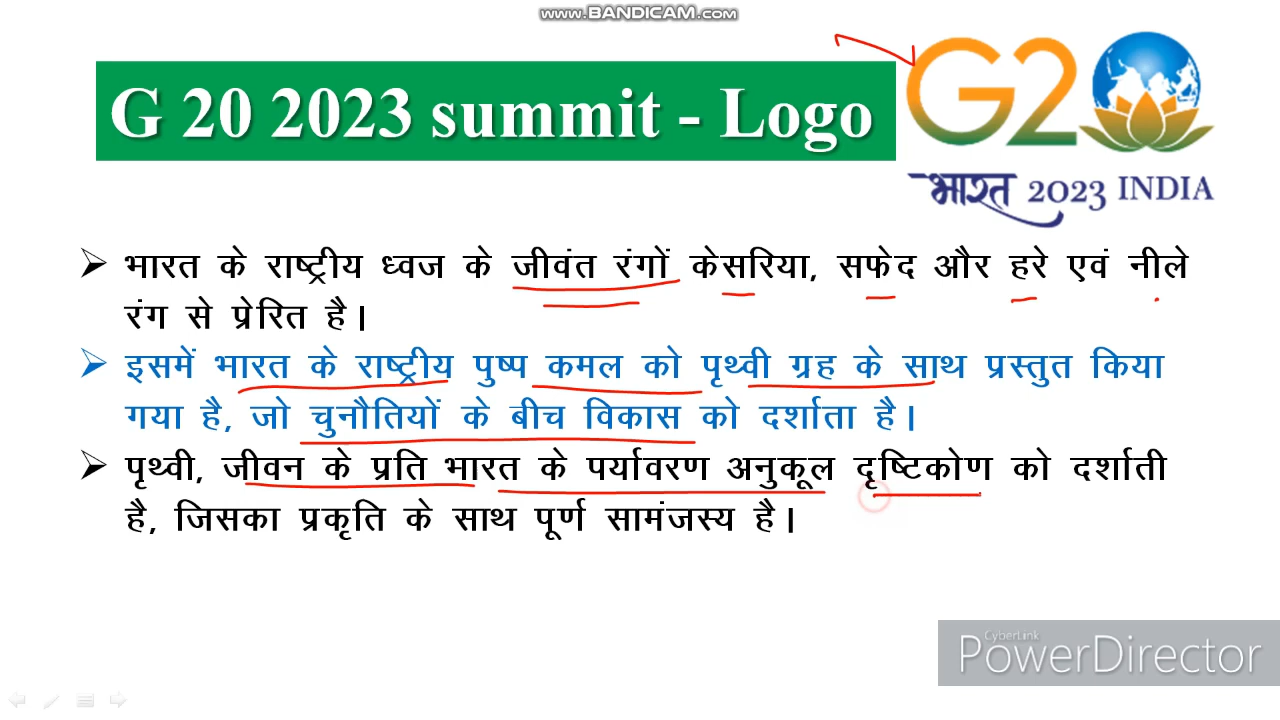 www.BANDICAM.com
G 20 2023 summit - Logo
G20
भारत 2023 INDIA
➢ भारत के राष्ट्रीय ध्वज के जीवंत रंगों केसरिया, सफेद और हरे एवं नीले
रंग से प्रेरित है।
➢ इसमें भारत के राष्ट्रीय पुष्प कमल को पृथ्वी ग्रह के साथ प्रस्तुत किया
गया है, जो चुनौतियों के बीच विकास को दर्शाता है।
➢ पृथ्वी, जीवन के प्रति भारत के पर्यावरण अनुकूल दृष्टिकोण को दर्शाती
है, जिसका प्रकृति के साथ पूर्ण सामंजस्य है।
CyberLink
PowerDirector